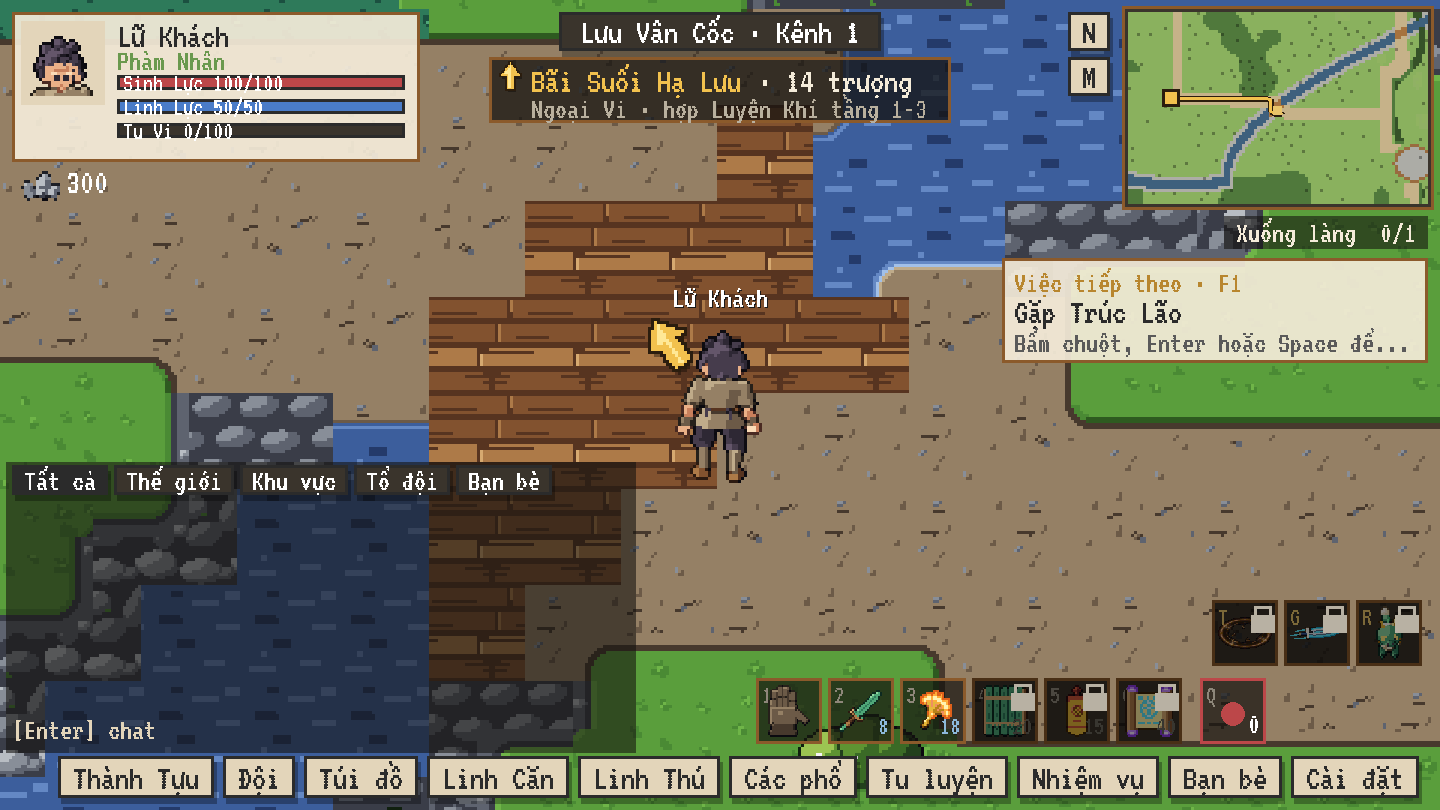 Lữ Khách
Phàm Nhân
Sinh Lực 100/100
Linh Lực 50/50
Tu Vi 0/100
300
Lưu Vân Cốc · Kênh 1
Bãi Suối Hạ Lưu · 14 trượng
Ngoại Vi · hợp Luyện Khí tầng 1-3
N
M
Xuống làng 0/1
Việc tiếp theo · F1
Gặp Trúc Lão
Bấm chuột, Enter hoặc Space để...
Lữ Khách
Tất cả Thế giới Khu vực Tổ đội Bạn bè
[Enter] chat
T G R
1 2 8 3 18 4 5 15 Q 0
Thành Tựu Đội Túi đồ Linh Căn Linh Thú Các phổ Tu luyện Nhiệm vụ Bạn bè Cài đặt